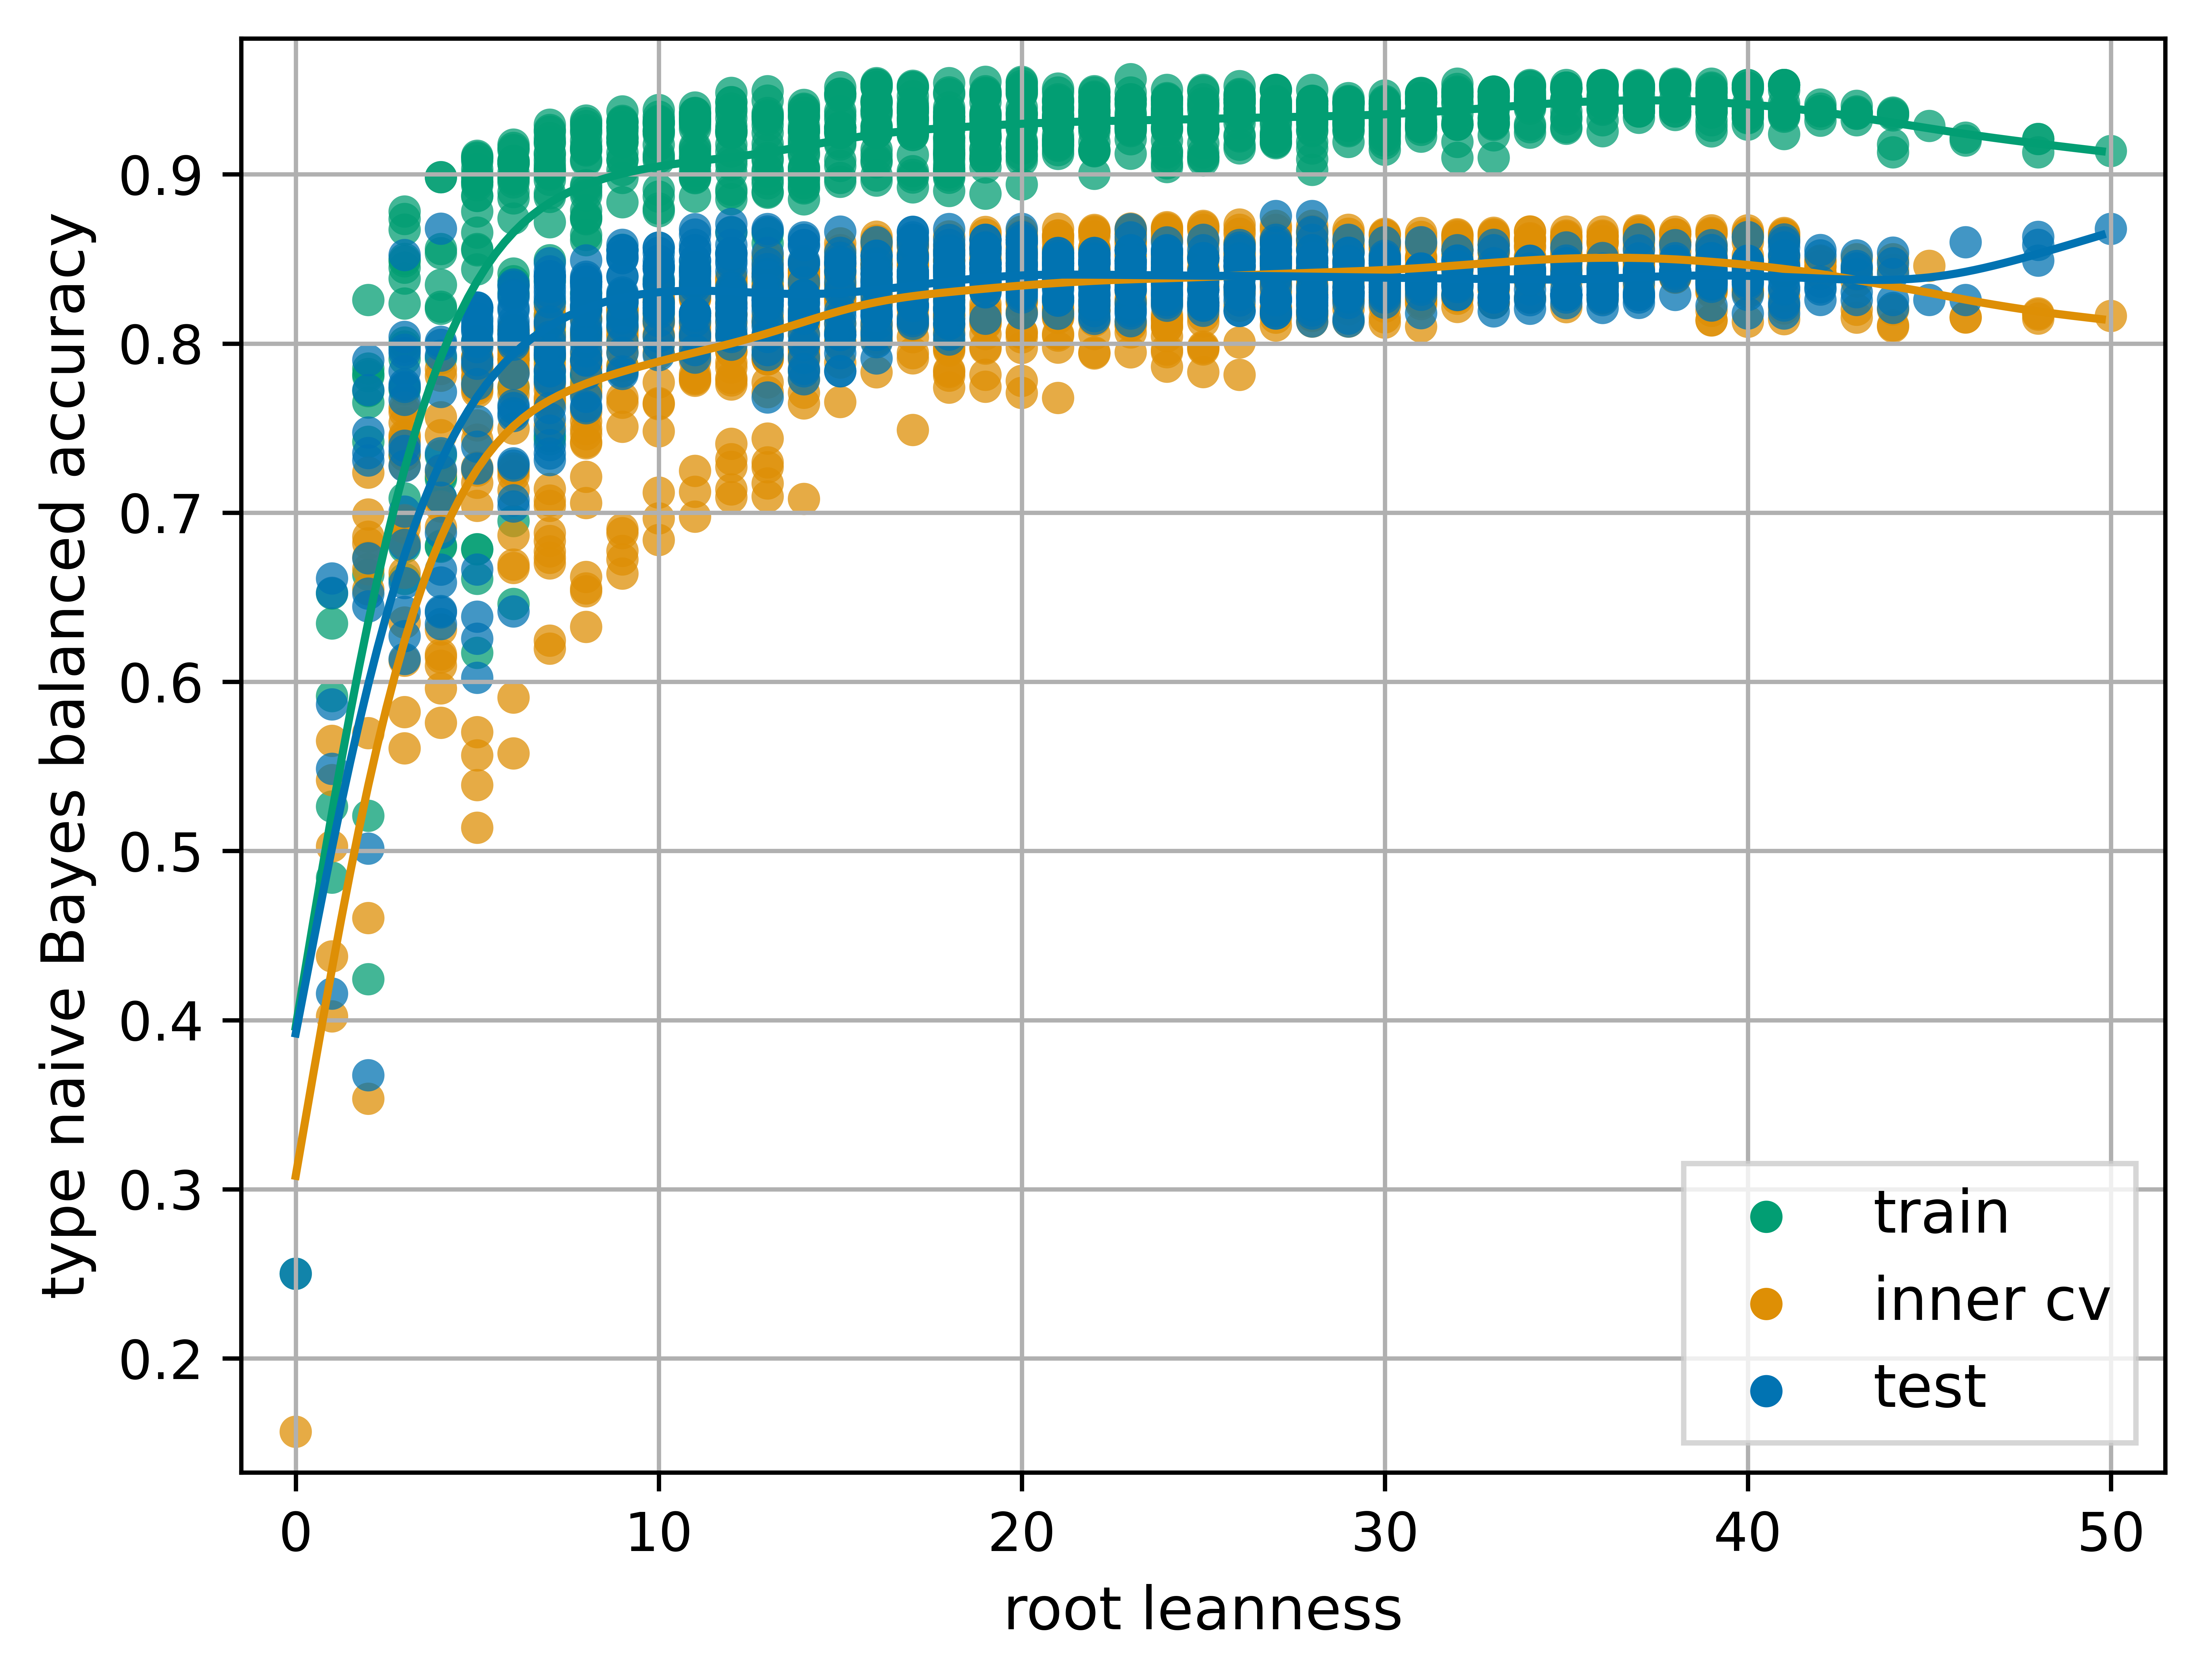 type naive Bayes balanced accuracy
0.9
0.8
0.7
0.6
0.5
0.4
0.3
0.2
0 10 20 30 40 50
root leanness
train
inner cv
test